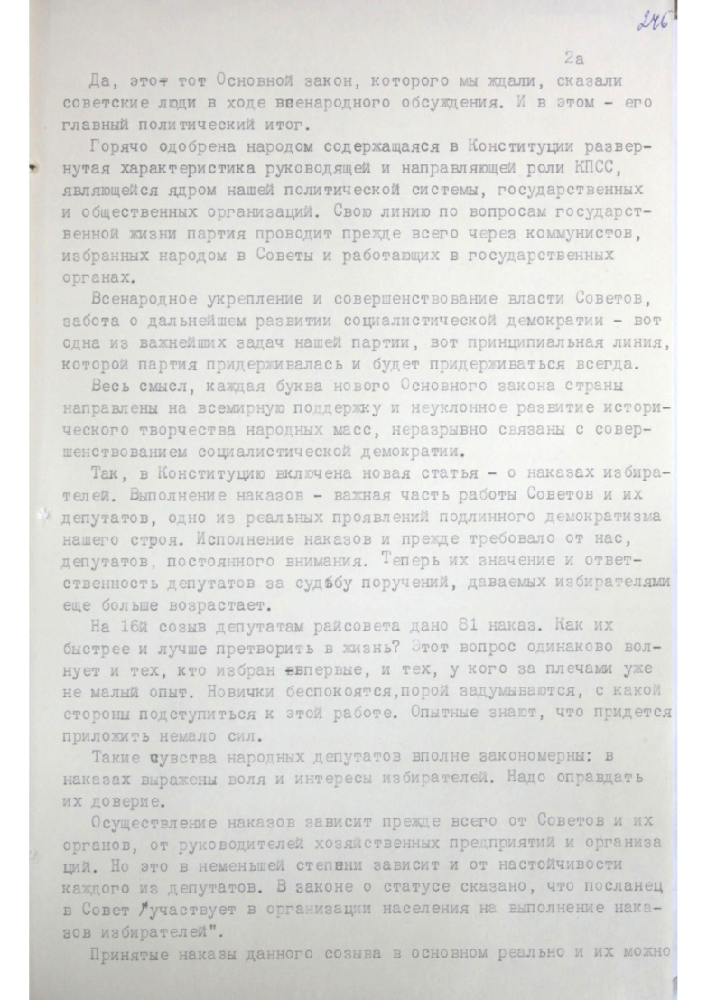 246
2а
Да, этот тот Основной закон, которого мы ждали, сказали
советские люди в ходе всенародного обсуждения. И в этом - его
главный политический итог.
Горячо одобрена народом содержащаяся в Конституции развер-
нутая характеристика руководящей и направляющей роли КПСС,
являющейся ядром нашей политической системы, государственных
и общественных организаций. Свою линию по вопросам государст-
венной жизни партия проводит прежде всего через коммунистов,
избранных народом в Советы и работающих в государственных
органах.
Всенародное укрепление и совершенствование власти Советов,
забота о дальнейшем развитии социалистической демократии - вот
одна из важнейших задач нашей партии, вот принципиальная линия,
которой партия придерживалась и будет придерживаться всегда.
Весь смысл, каждая буква нового Основного закона страны
направлены на всемирную поддержку и неуклонное развитие истори-
ческого творчества народных масс, неразрывно связаны с совер-
шенствованием социалистической демократии.
Так, в Конституцию включена новая статья - о наказах избира-
телей. Выполнение наказов - важная часть работы Советов и их
депутатов, одно из реальных проявлений подлинного демократизма
нашего строя. Исполнение наказов и прежде требовало от нас,
депутатов, постоянного внимания. Теперь их значение и ответ-
ственность депутатов за судьбу поручений, даваемых избирателями
еще больше возрастает.
На 16й созыв депутатам райсовета дано 81 наказ. Как их
быстрее и лучше претворить в жизнь? Этот вопрос одинаково вол-
нует и тех, кто избран впервые, и тех, у кого за плечами уже
не малый опыт. Новички беспокоятся,порой задумываются, с какой
стороны подступиться к этой работе. Опытные знают, что придется
приложить немало сил.
Такие чувства народных депутатов вполне закономерны: в
наказах выражены воля и интересы избирателей. Надо оправдать
их доверие.
Осуществление наказов зависит прежде всего от Советов и их
органов, от руководителей хозяйственных предприятий и организа
ций. Но это в неменьшей степени зависит и от настойчивости
каждого из депутатов. В законе о статусе сказано, что посланец
в Совет "участвует в организации населения на выполнение нака-
зов избирателей".
Принятые наказы данного созыва в основном реально и их можно